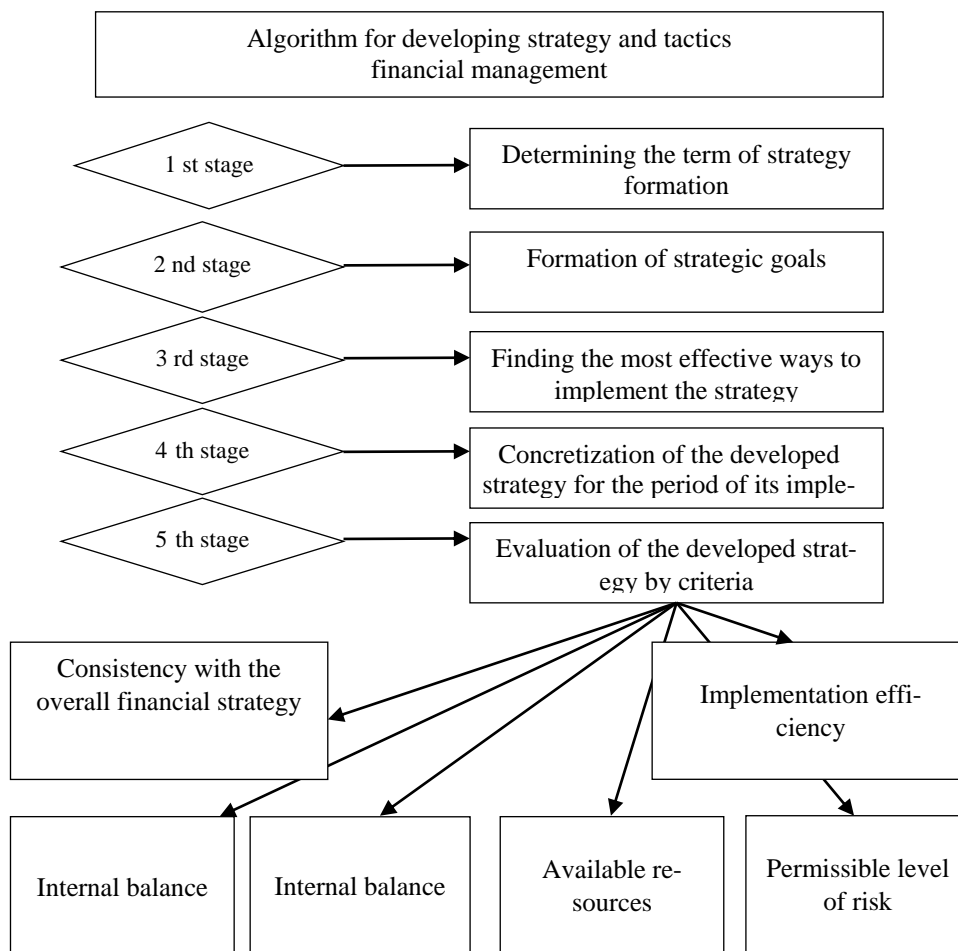 Algorithm for developing strategy and tactics
financial management
1 st stage
Determining the term of strategy
formation
2 nd stage
Formation of strategic goals
3 rd stage
Finding the most effective ways to
implement the strategy
4 th stage
Concretization of the developed
strategy for the period of its imple-
5 th stage
Evaluation of the developed strat-
egy by criteria
Consistency with the
overall financial strategy
Implementation effi-
ciency
Internal balance
Internal balance
Available re-
sources
Permissible level
of risk